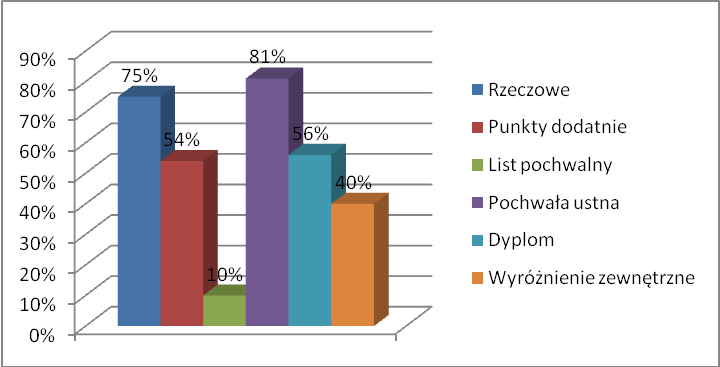 90%
80%
70%
60%
50%
40%
30%
20%
10%
0%
75%
54%
10%
81%
56%
40%
Rzeczowe
Punkty dodatnie
List pochwalny
Pochwała ustna
Dyplom
Wyróżnienie zewnętrzne